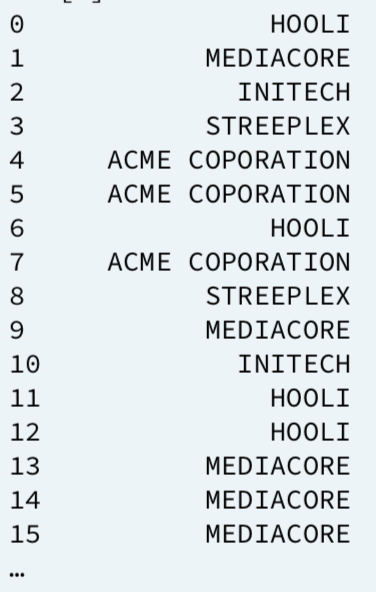 0 HOOLI
1 MEDIACORE
2 INITECH
3 STREEPLEX
4 ACME COPORATION
5 ACME COPORATION
6 HOOLI
7 ACME COPORATION
8 STREEPLEX
9 MEDIACORE
10 INITECH
11 HOOLI
12 HOOLI
13 MEDIACORE
14 MEDIACORE
15 MEDIACORE
…